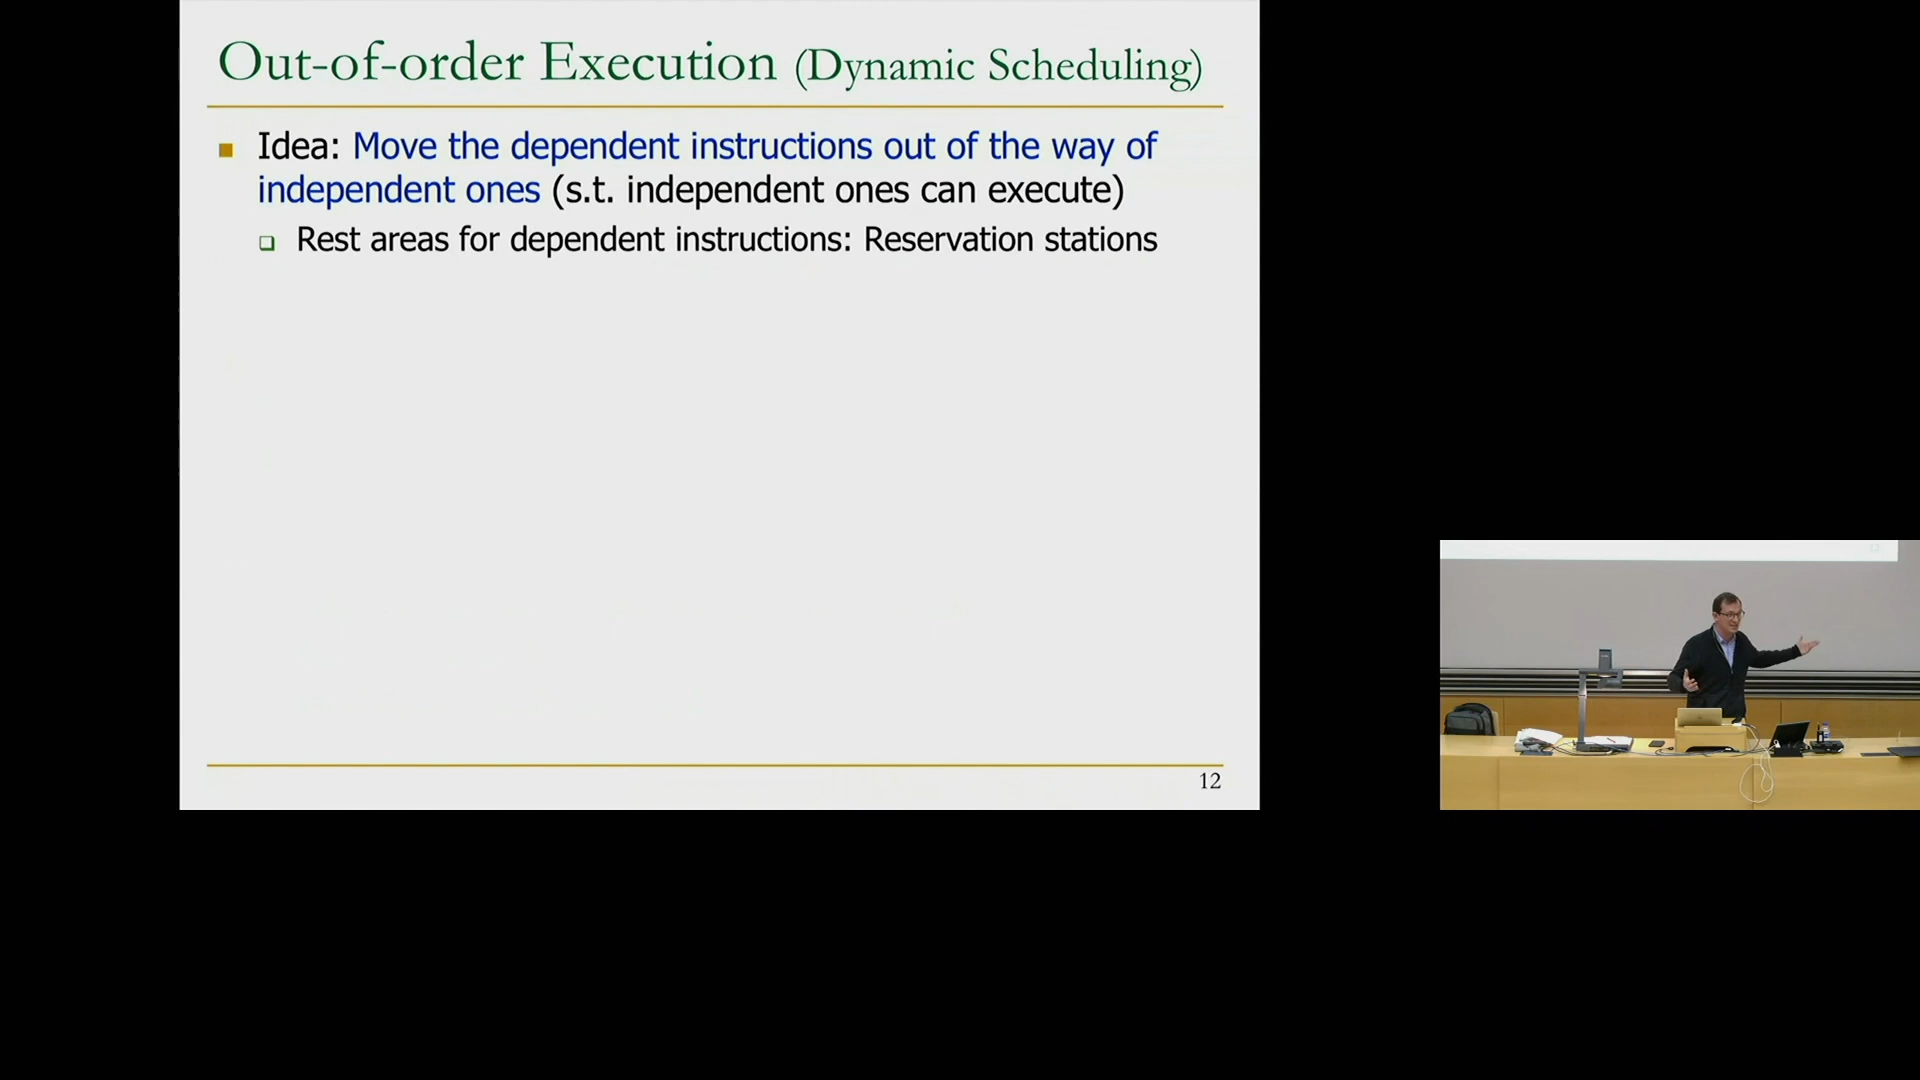 Out-of-order Execution (Dynamic Scheduling)
Idea: Move the dependent instructions out of the way of
independent ones (s.t. independent ones can execute)
Rest areas for dependent instructions: Reservation stations
12